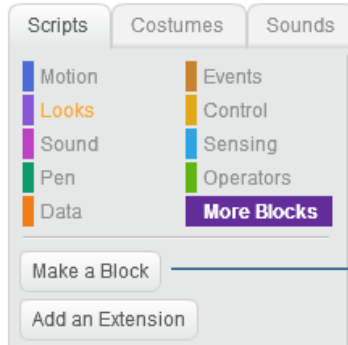 Scripts Costumes Sounds
Motion Events
Looks Control
Sound Sensing
Pen Operators
Data More Blocks
Make a Block
Add an Extension